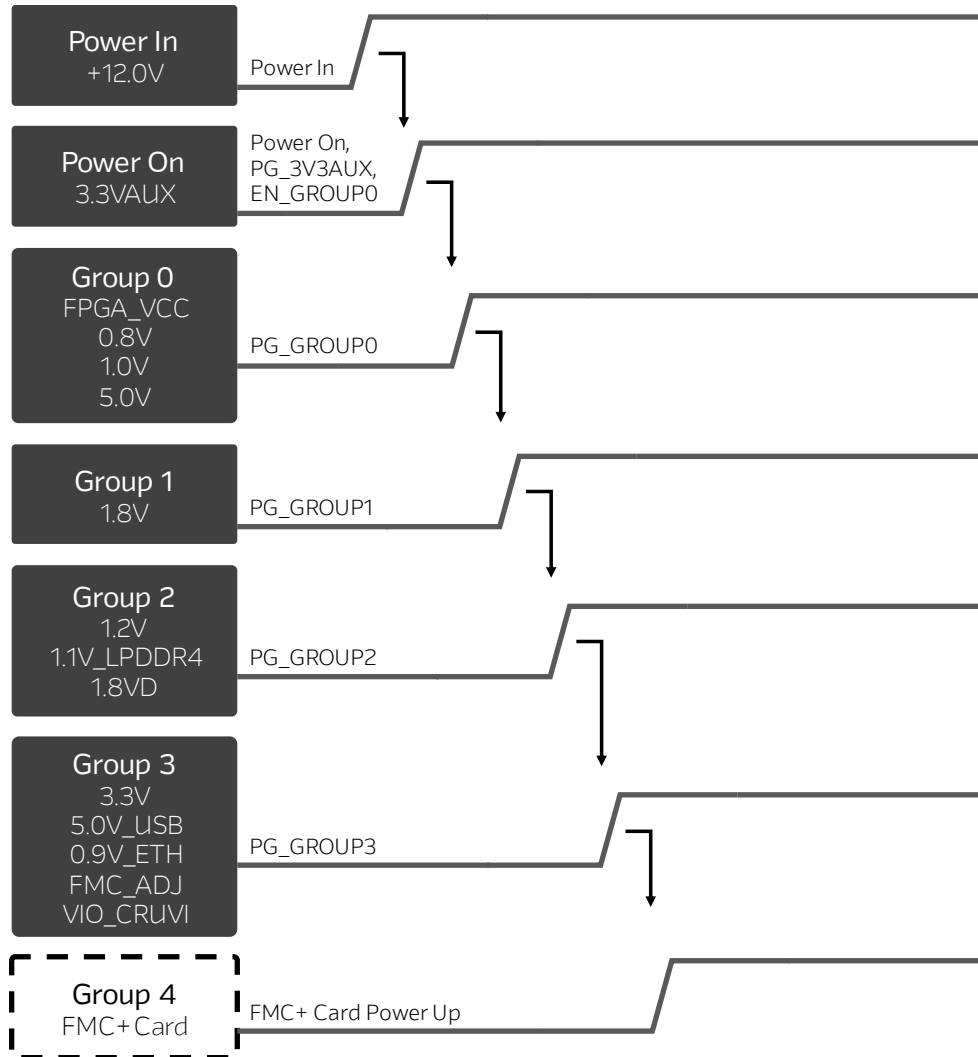 Power In
+12.0V
Power In
Power On
3.3VAUX
Power On,
PG_3V3AUX,
EN_GROUP0
Group 0
FPGA_VCC
0.8V
1.0V
5.0V
PG_GROUP0
Group 1
1.8V
PG_GROUP1
Group 2
1.2V
1.1V_LPDDR4
1.8VD
PG_GROUP2
Group 3
3.3V
5.0V_USB
0.9V_ETH
FMC_ADJ
VIO_CRUVI
PG_GROUP3
Group 4
FMC+ Card
FMC+ Card Power Up